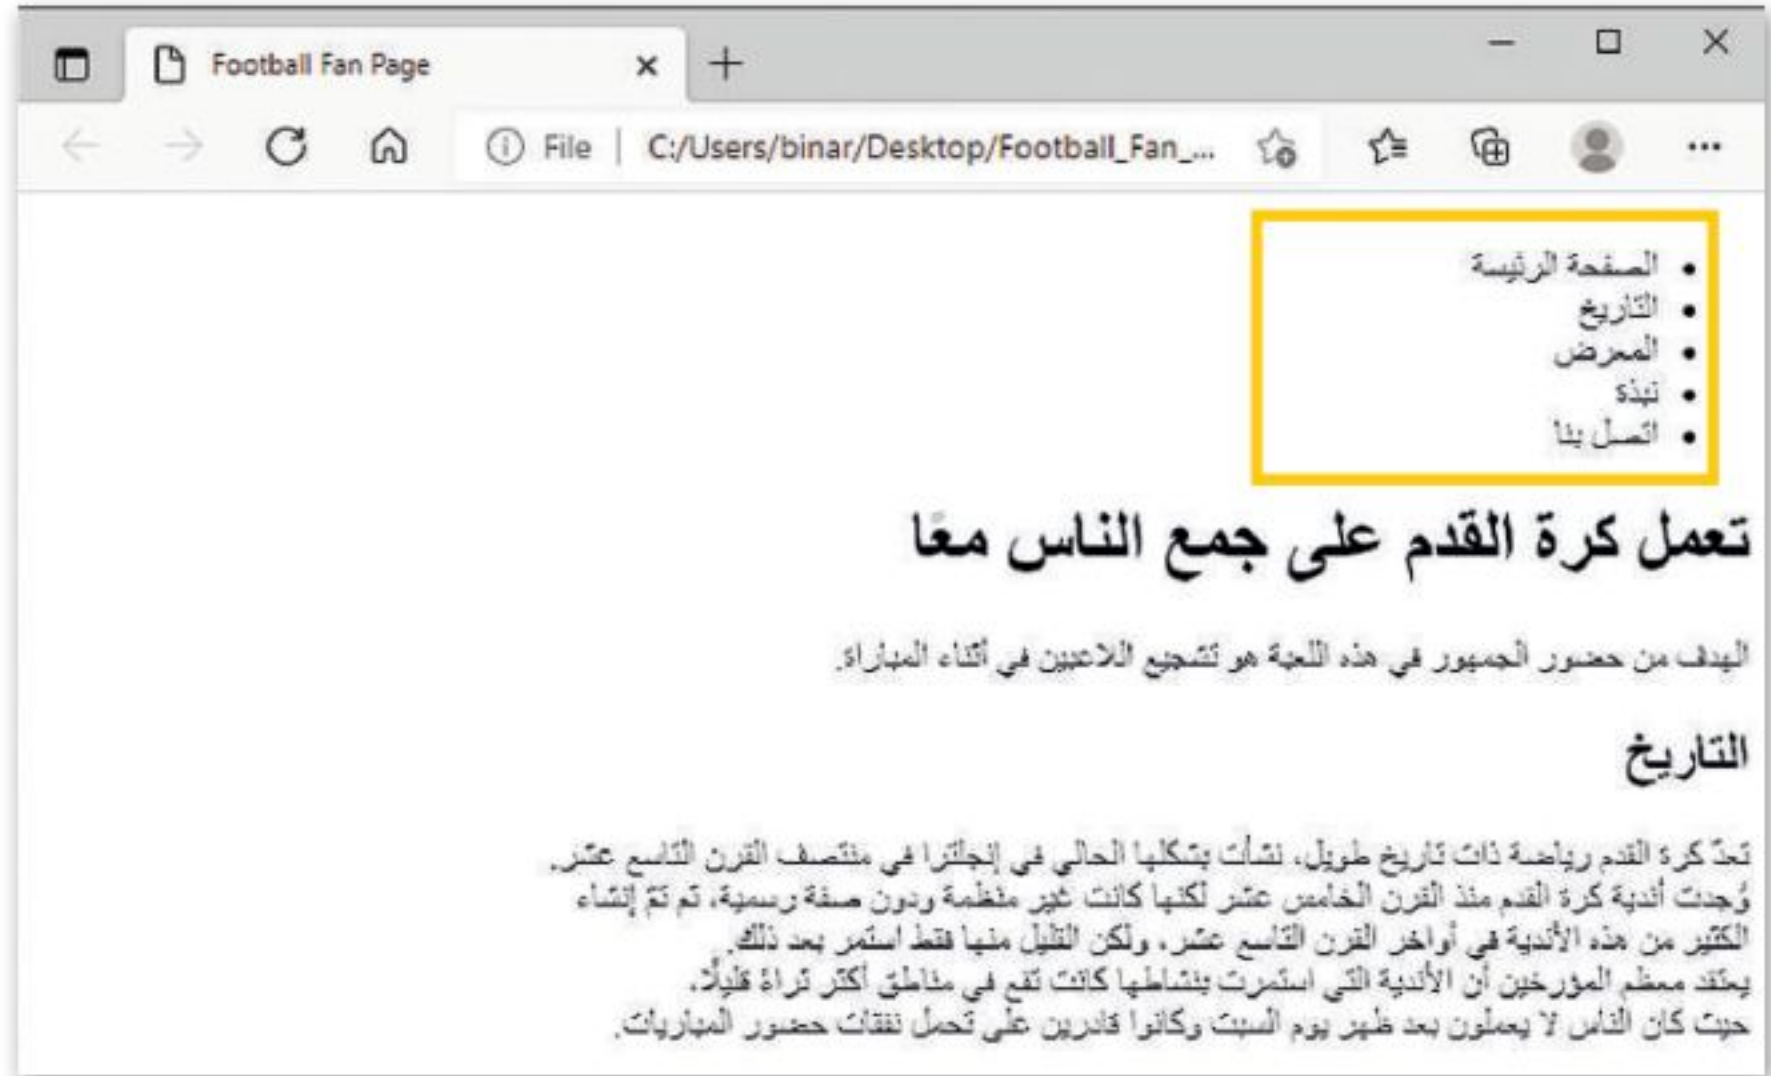 Football Fan Page
File | C:/Users/binar/Desktop/Football_Fan_...
الصفحة الرئيسة
التاريخ
المعرض
نبذة
اتصل بنا
تعمل كرة القدم على جمع الناس معًا
الهدف من حضور الجمهور في هذه اللعبة هو تشجيع اللاعبين في أثناء المباراة.
التاريخ
تعدّ كرة القدم رياضة ذات تاريخ طويل، نشأت بشكلها الحالي في إنجلترا في منتصف القرن التاسع عشر.
وُجدت أندية كرة القدم منذ القرن الخامس عشر لكنها كانت غير منظمة ودون صفة رسمية، ثم تمّ إنشاء
الكثير من هذه الأندية في أواخر القرن التاسع عشر، ولكن القليل منها فقط استمر بعد ذلك.
يعتقد معظم المؤرخين أن الأندية التي استمرت بنشاطها كانت تقع في مناطق أكثر ثراءً قليلًا،
حيث كان الناس لا يعملون بعد ظهر يوم السبت وكانوا قادرين على تحمل نفقات حضور المباريات.